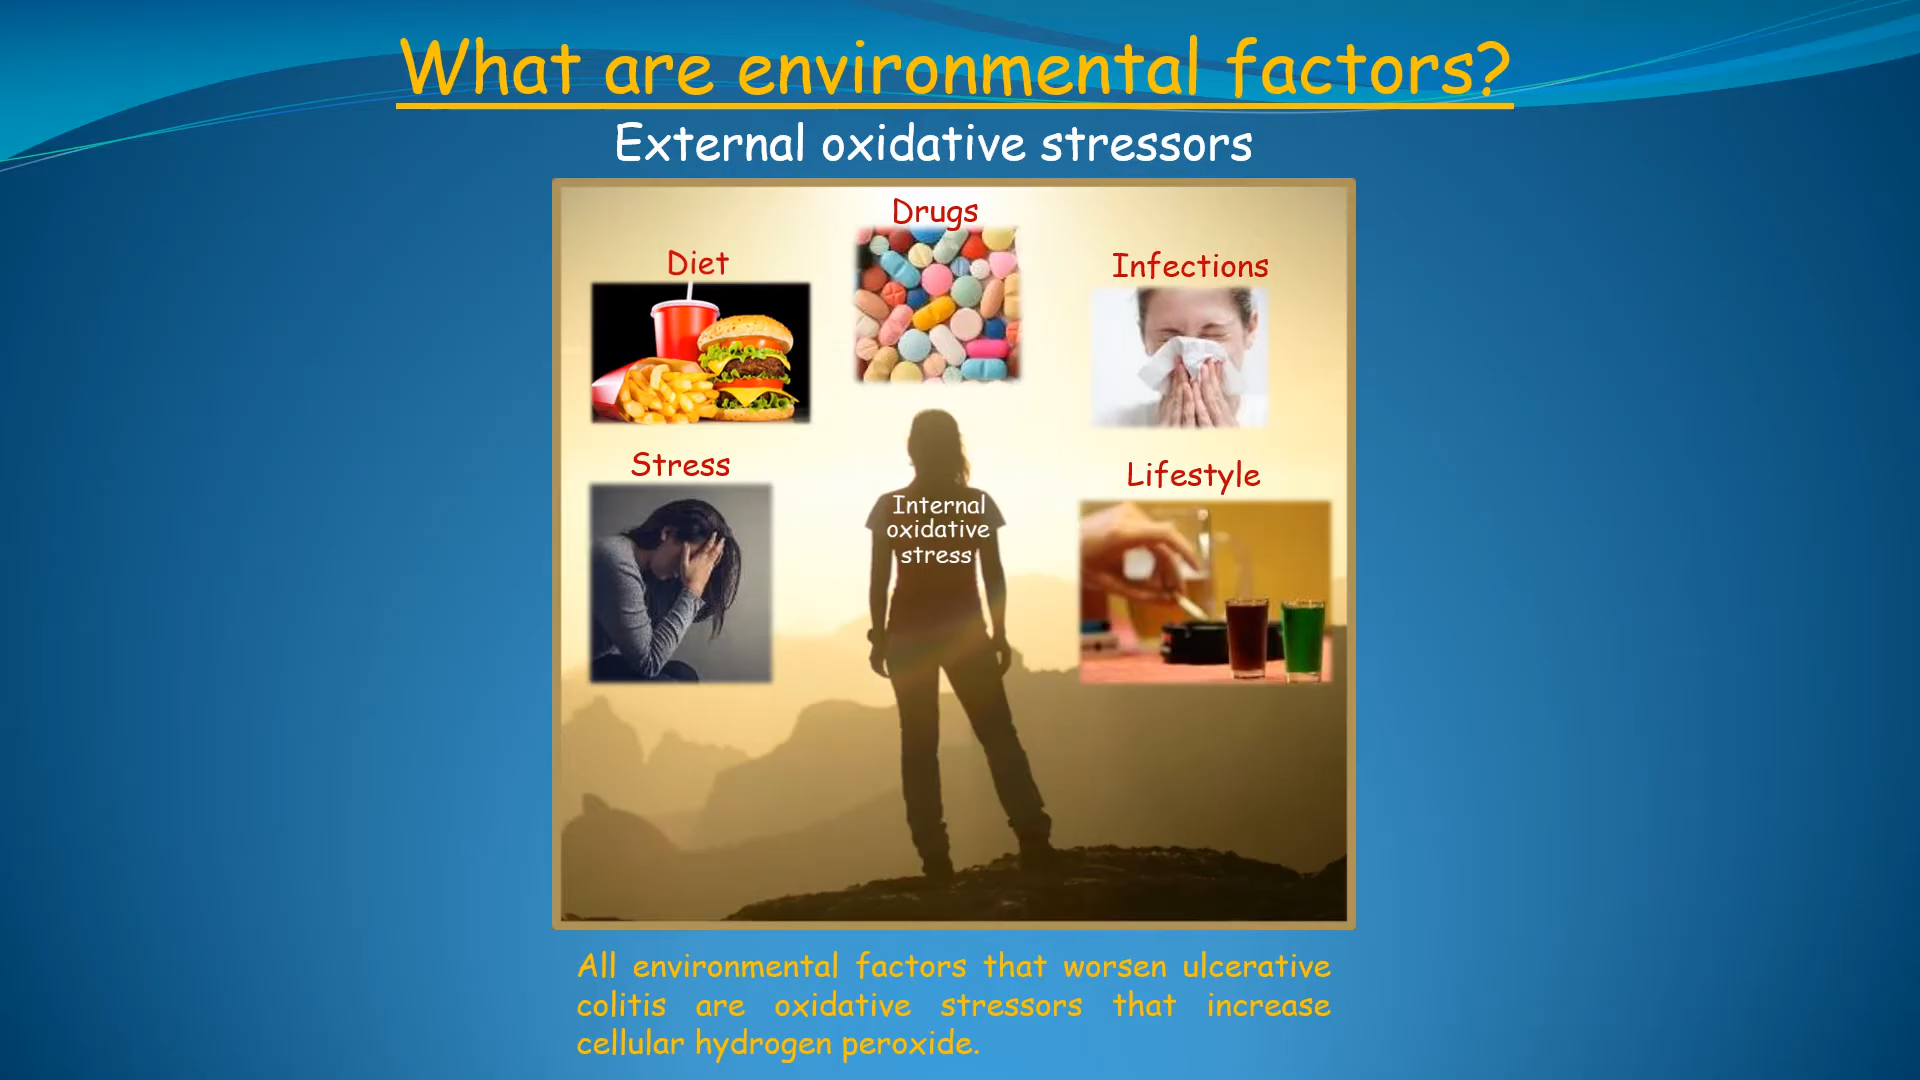 What are environmental factors?
External oxidative stressors
Drugs
Diet
Infections
Stress
Lifestyle
Internal
oxidative
stress
All environmental factors that worsen ulcerative
colitis are oxidative stressors that increase
cellular hydrogen peroxide.